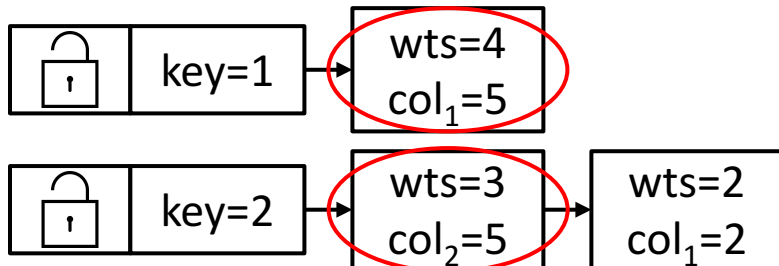 key=1
wts=4
col₁=5
key=2
wts=3
col₂=5
wts=2
col₁=2